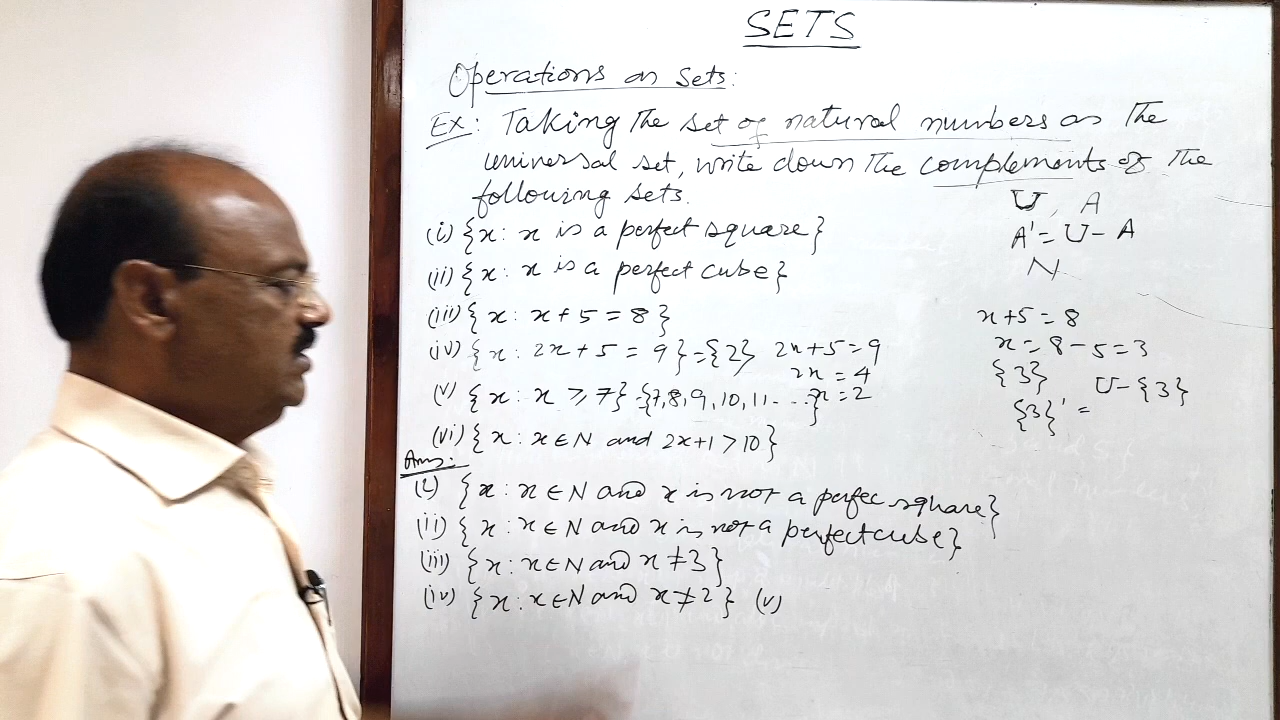 SETS
Operations on Sets:
Ex: Taking the set of natural numbers as the
universal set, write down the complements of the
following sets.
U, A
A' = U - A
N
(i) {x: x is a perfect square}
(ii) {x: x is a perfect cube}
(iii) {x: x+5 = 8}
(iv) {x: 2x+5 = 9} = {2} 2x+5=9
2x = 4
x = 2
(v) {x: x ≥ 7} = {7,8,9,10,11....}
(vi) {x: x ∈ N and 2x+1 > 10}
x+5 = 8
x = 8-5 = 3
{3} U-{3}
{3}' =
Ans:
(i) {x: x ∈ N and x is not a perfec square}
(ii) {x: x ∈ N and x is not a perfect cube}
(iii) {x: x ∈ N and x ≠ 3}
(iv) {x: x ∈ N and x ≠ 2} (v)